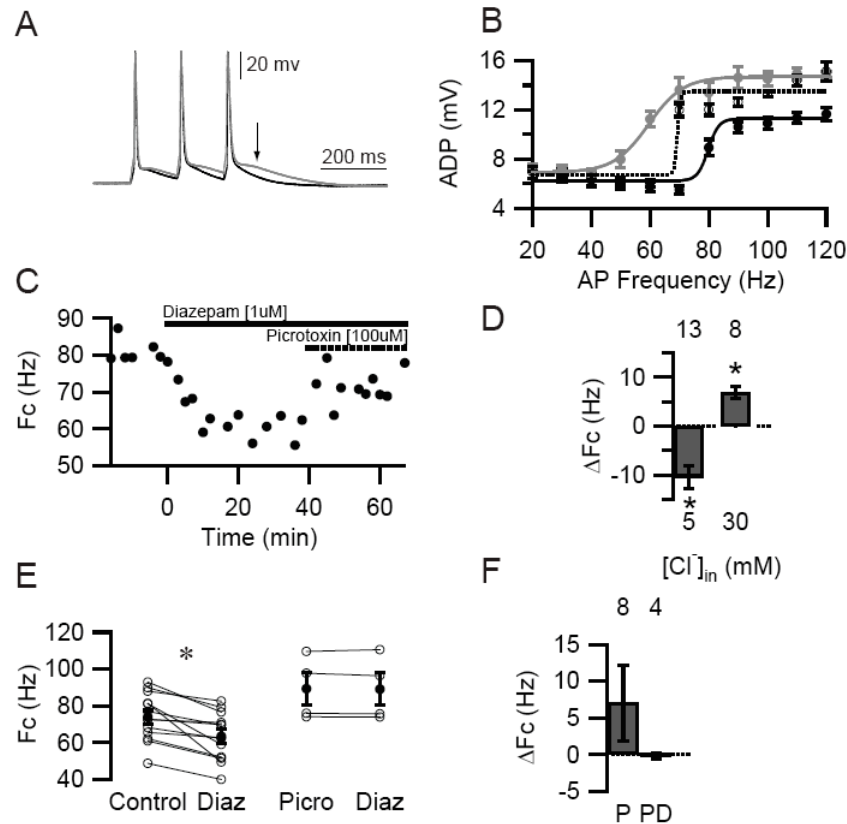 A
20 mv
200 ms
B
16
12
8
4
ADP (mV)
20 40 60 80 100 120
AP Frequency (Hz)
C
Diazepam [1uM]
Picrotoxin [100uM]
90
80
70
60
50
Fc (Hz)
0 20 40 60
Time (min)
D
13 8
10
0
-10
ΔFc (Hz)
*
*
5 30
[Cl-]in (mM)
E
120
100
80
60
40
Fc (Hz)
*
Control Diaz Picro Diaz
F
8 4
15
10
5
0
-5
ΔFc (Hz)
P PD